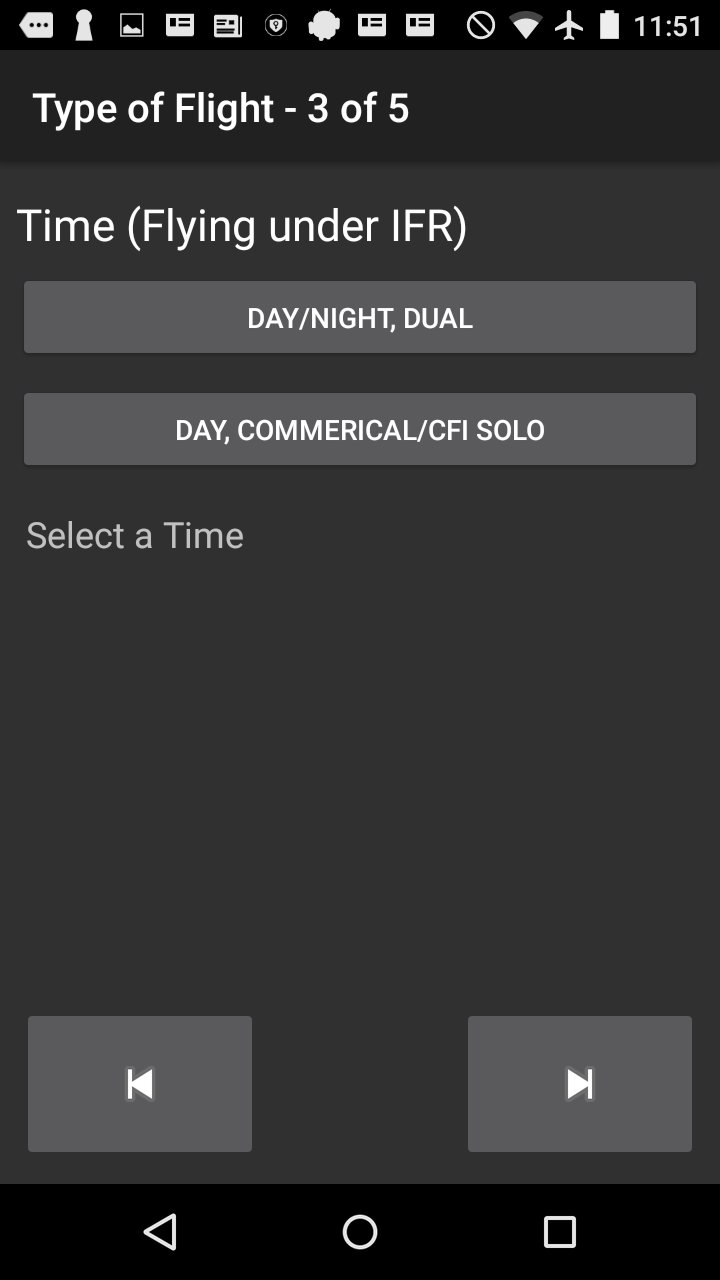 11:51
Type of Flight - 3 of 5
Time (Flying under IFR)
DAY/NIGHT, DUAL
DAY, COMMERICAL/CFI SOLO
Select a Time